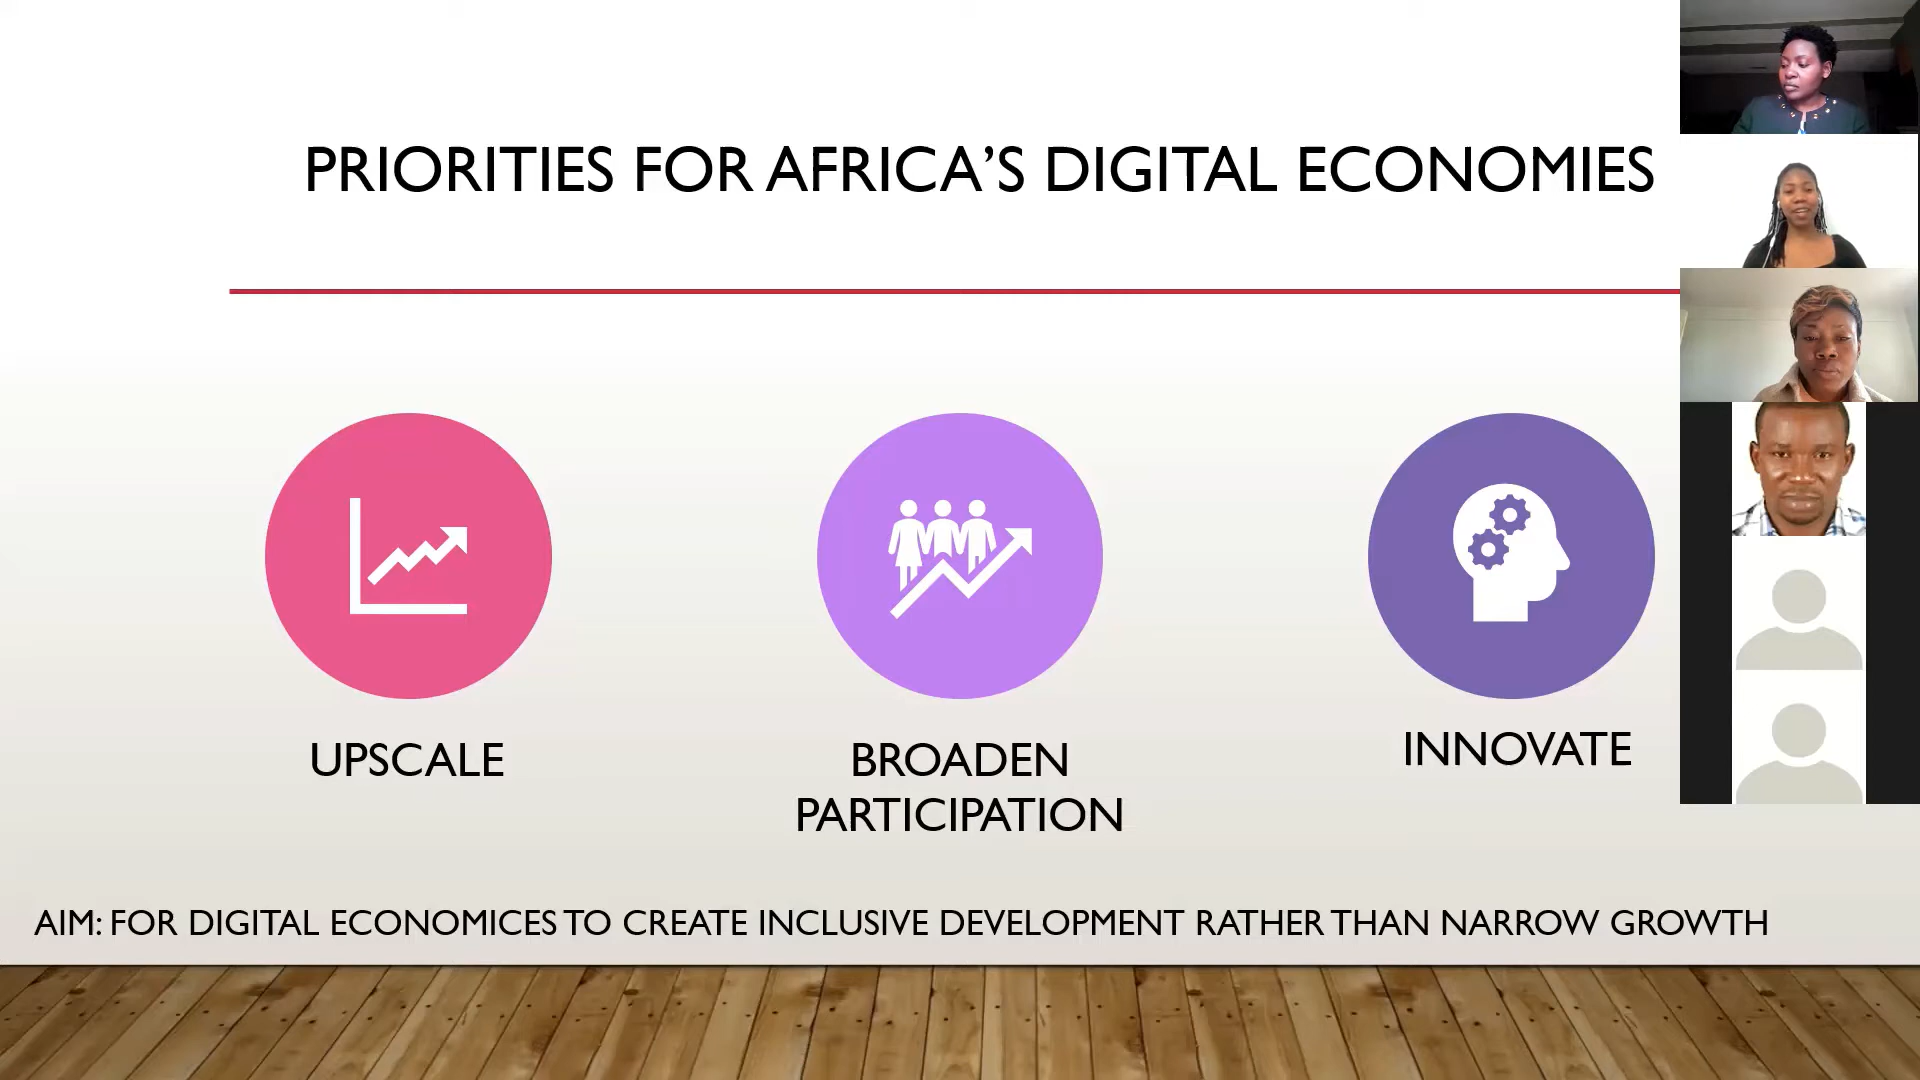 PRIORITIES FOR AFRICA’S DIGITAL ECONOMIES
UPSCALE
BROADEN
PARTICIPATION
INNOVATE
AIM: FOR DIGITAL ECONOMICES TO CREATE INCLUSIVE DEVELOPMENT RATHER THAN NARROW GROWTH